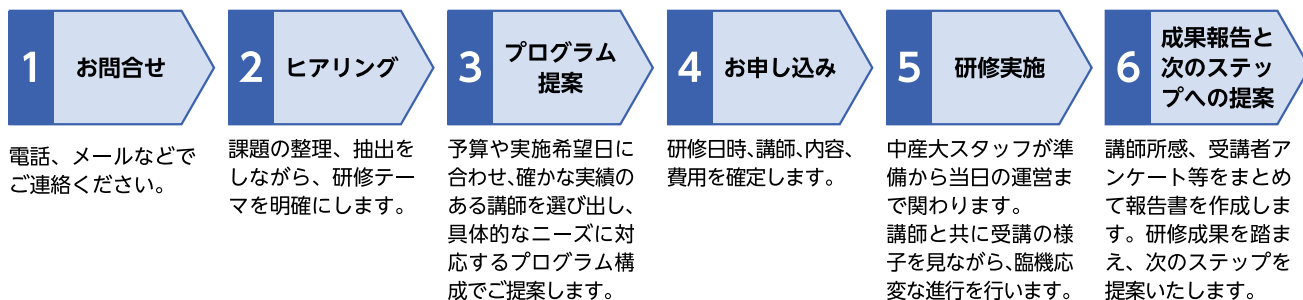 1
お問合せ
電話、メールなどで
ご連絡ください。
2
ヒアリング
課題の整理、抽出を
しながら、研修テー
マを明確にします。
3
プログラム
提案
予算や実施希望日に
合わせ、確かな実績の
ある講師を選び出し、
具体的なニーズに対
応するプログラム構
成でご提案します。
4
お申し込み
研修日時、講師、内容、
費用を確定します。
5
研修実施
中産大スタッフが準
備から当日の運営ま
で関わります。
講師と共に受講の様
子を見ながら、臨機応
変な進行を行います。
6
成果報告と
次のステッ
プへの提案
講師所感、受講者ア
ンケート等をまとめ
て報告書を作成しま
す。研修成果を踏ま
え、次のステップを
提案いたします。